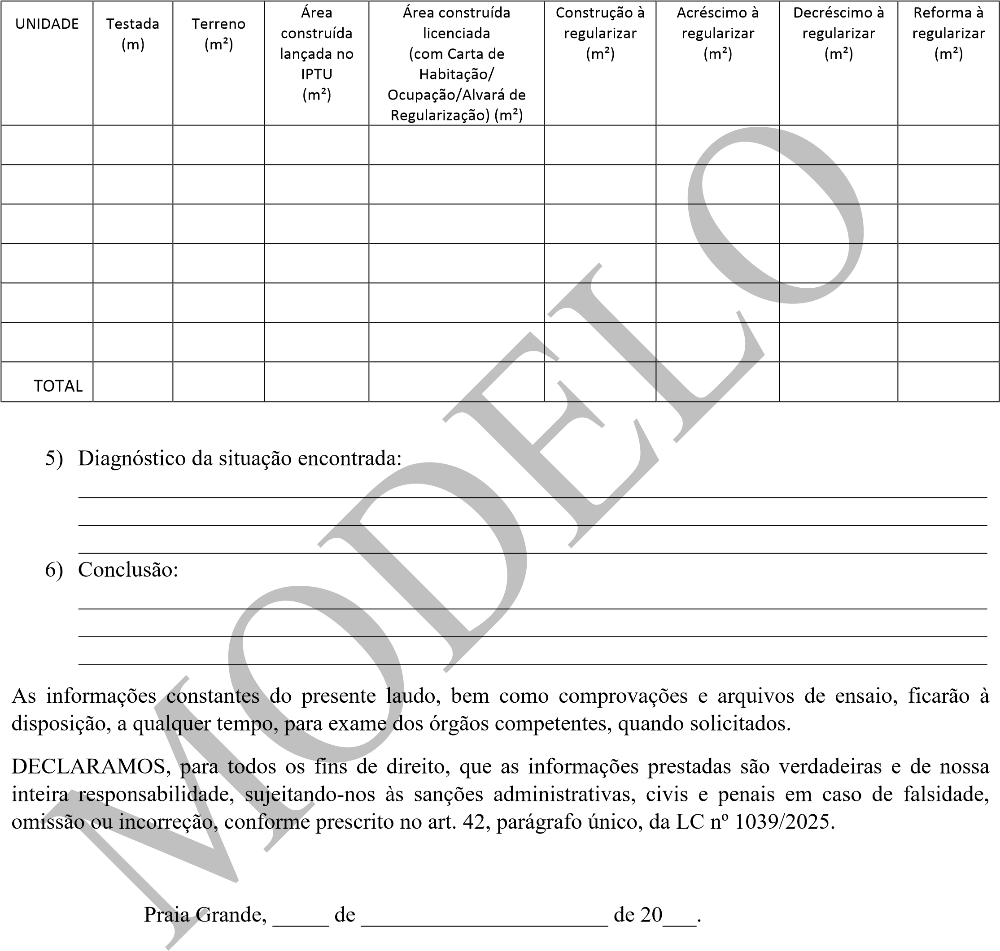 UNIDADE
Testada
(m)
Terreno
(m²)
Área
construída
lançada no
IPTU
(m²)
Área construída
licenciada
(com Carta de
Habitação/
Ocupação/Alvará de
Regularização) (m²)
Construção à
regularizar
(m²)
Acréscimo à
regularizar
(m²)
Decréscimo à
regularizar
(m²)
Reforma à
regularizar
(m²)
TOTAL
5) Diagnóstico da situação encontrada:
6) Conclusão:
As informações constantes do presente laudo, bem como comprovações e arquivos de ensaio, ficarão à
disposição, a qualquer tempo, para exame dos órgãos competentes, quando solicitados.
DECLARAMOS, para todos os fins de direito, que as informações prestadas são verdadeiras e de nossa
inteira responsabilidade, sujeitando-nos às sanções administrativas, civis e penais em caso de falsidade,
omissão ou incorreção, conforme prescrito no art. 42, parágrafo único, da LC nº 1039/2025.
Praia Grande, _____ de ______________________ de 20___.
MODELO